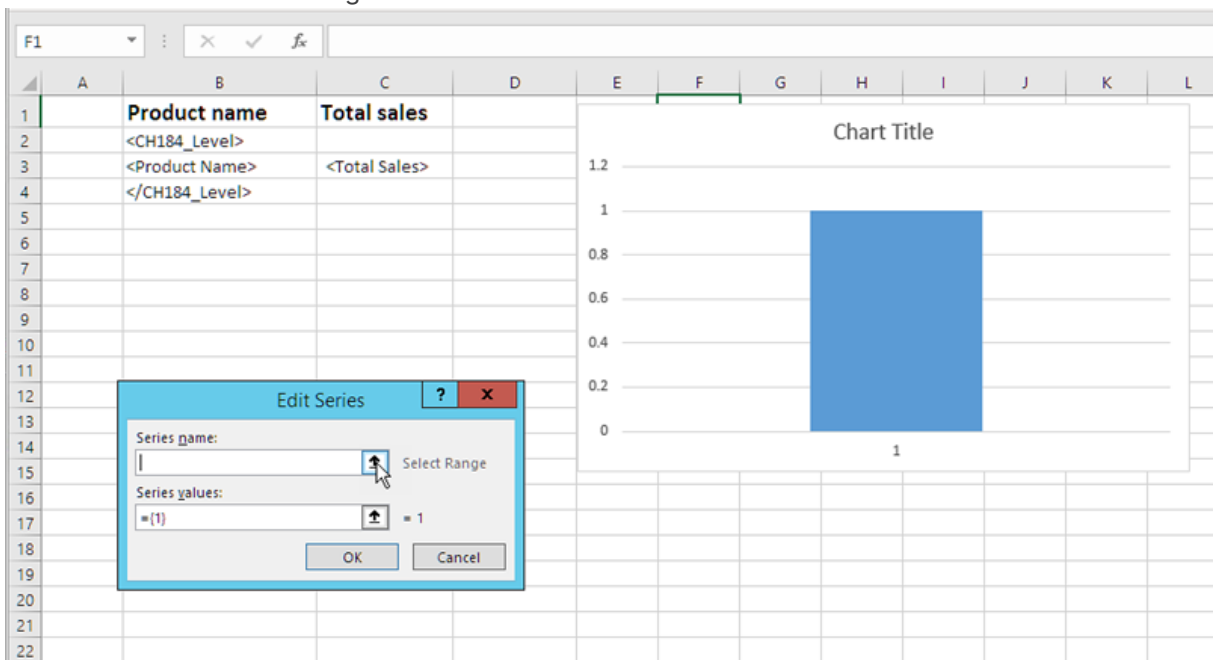 F1 fx
A B C D E F G H I J K L
1 Product name Total sales
2 <CH184_Level>
3 <Product Name> <Total Sales>
4 </CH184_Level>
5
6
7
8
9
10
11
12
13
14
15
16
17
18
19
20
21
22
Chart Title
1.2
1
0.8
0.6
0.4
0.2
0
1
Edit Series ? x
Series name:
Select Range
Series values:
={1} = 1
OK Cancel